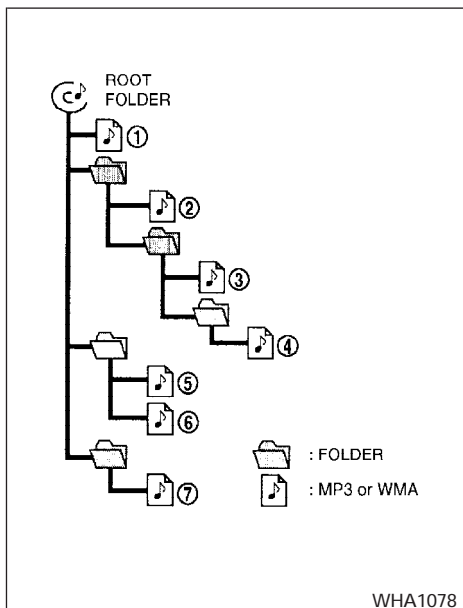 ROOT
FOLDER
①
②
③
④
⑤
⑥
⑦
: FOLDER
: MP3 or WMA
WHA1078